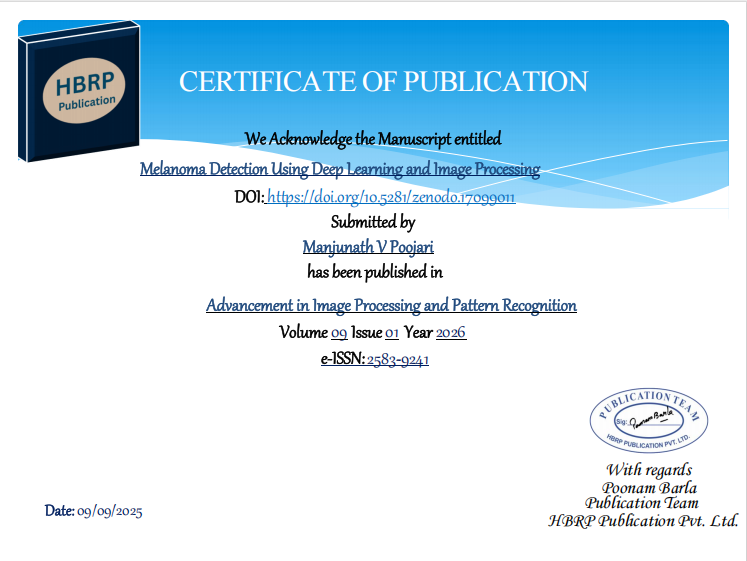 HBRP
Publication
CERTIFICATE OF PUBLICATION
We Acknowledge the Manuscript entitled
Melanoma Detection Using Deep Learning and Image Processing
DOI: https://doi.org/10.5281/zenodo.17099011
Submitted by
Manjunath V Poojari
has been published in
Advancement in Image Processing and Pattern Recognition
Volume 09 Issue 01 Year 2026
e-ISSN: 2583-9241
PUBLICATION TEAM
Sig: Poonam Barla
HBRP PUBLICATION PVT. LTD.
With regards
Poonam Barla
Publication Team
HBRP Publication Pvt. Ltd.
Date: 09/09/2025